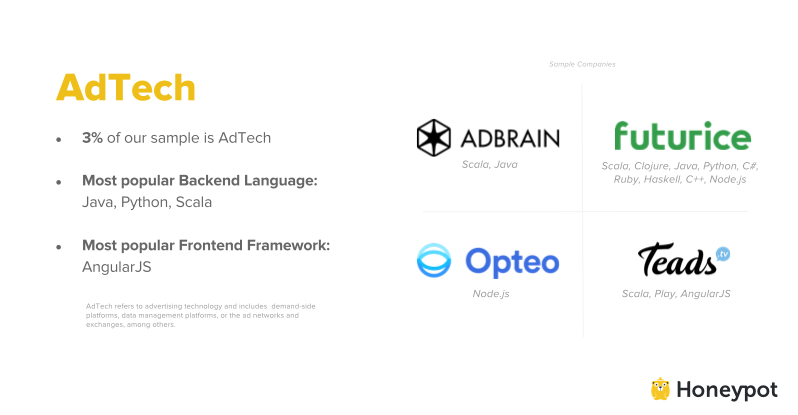 AdTech
• 3% of our sample is AdTech
• Most popular Backend Language:
Java, Python, Scala
• Most popular Frontend Framework:
AngularJS
AdTech refers to advertising technology and includes demand-side
platforms, data management platforms, or the ad networks and
exchanges, among others.
Sample Companies
ADBRAIN
Scala, Java
futurice
Scala, Clojure, Java, Python, C#,
Ruby, Haskell, C++, Node.js
Opteo
Node.js
Teads .tv
Scala, Play, AngularJS
Honeypot